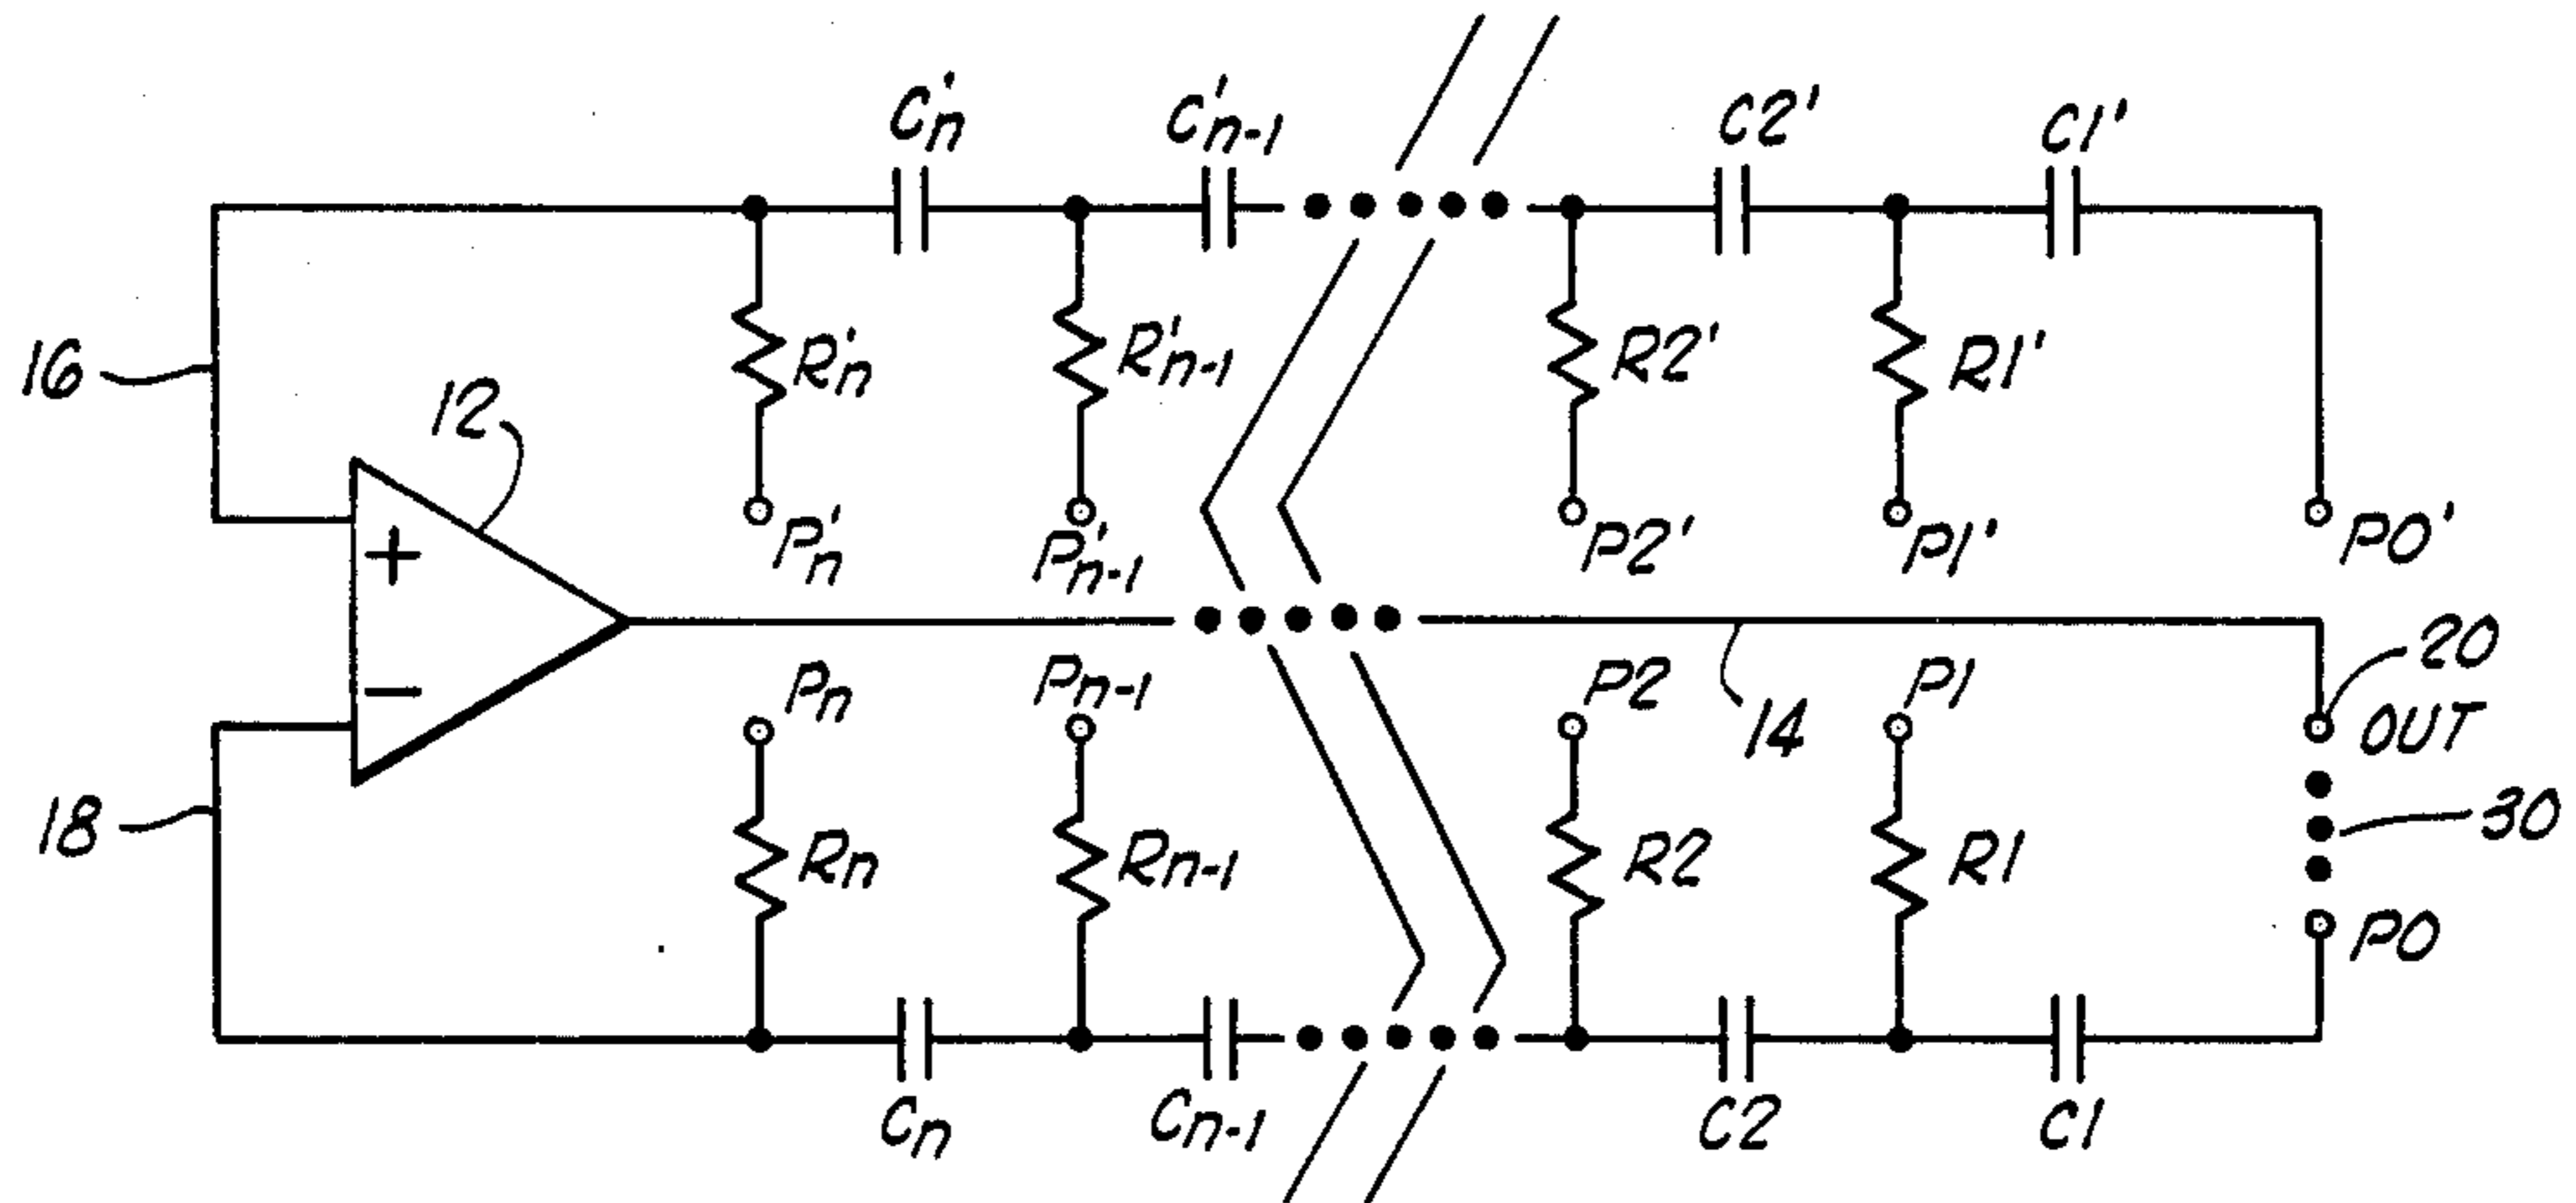 C'n C'n-1 C2' C1'
16 12 R'n R'n-1 R2' R1'
+ P'n P'n-1 P2' P1' P0'
− Pn Pn-1 P2 P1 20
14 OUT
18 Rn Rn-1 R2 R1 30
P0
Cn Cn-1 C2 C1